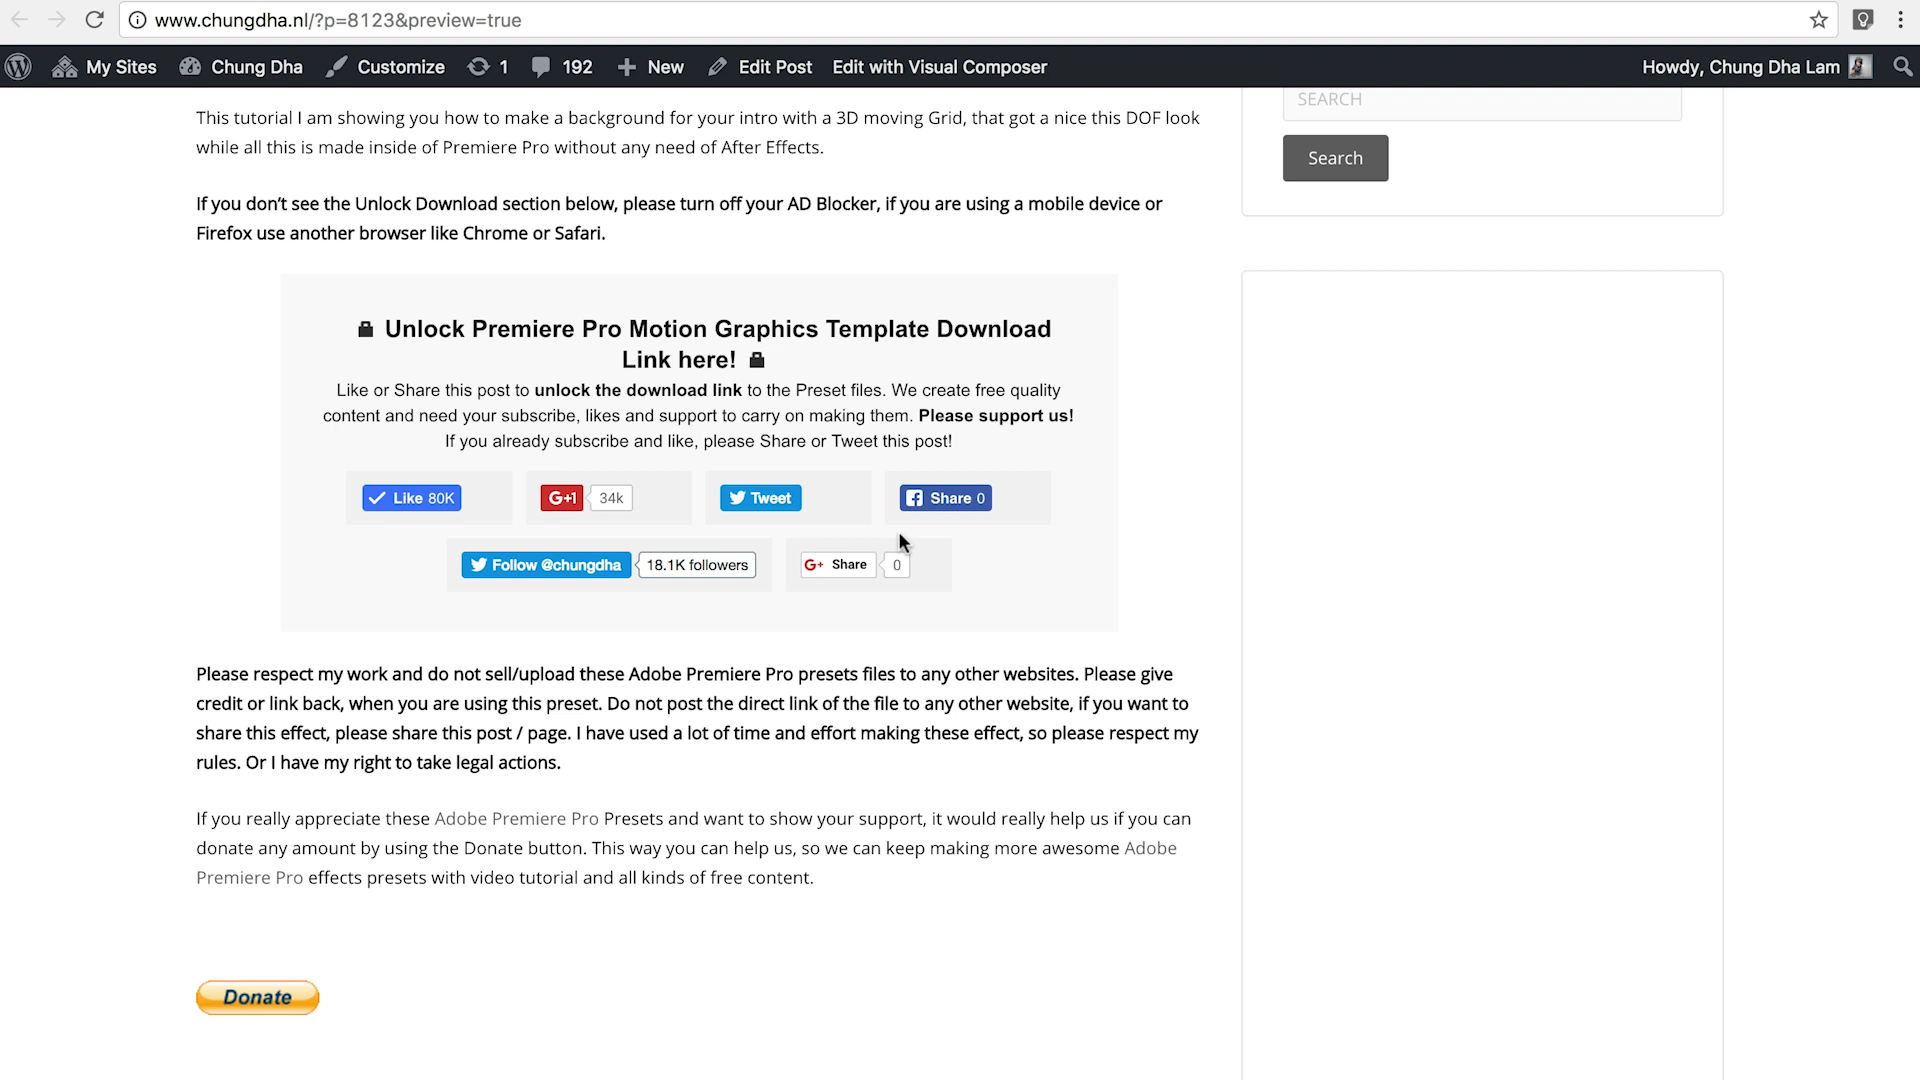 www.chungdha.nl/?p=8123&preview=true
My Sites Chung Dha Customize 1 192 New Edit Post Edit with Visual Composer Howdy, Chung Dha Lam
This tutorial I am showing you how to make a background for your intro with a 3D moving Grid, that got a nice this DOF look
while all this is made inside of Premiere Pro without any need of After Effects.
If you don't see the Unlock Download section below, please turn off your AD Blocker, if you are using a mobile device or
Firefox use another browser like Chrome or Safari.
Unlock Premiere Pro Motion Graphics Template Download
Link here!
Like or Share this post to unlock the download link to the Preset files. We create free quality
content and need your subscribe, likes and support to carry on making them. Please support us!
If you already subscribe and like, please Share or Tweet this post!
Like 80K G+1 34k Tweet Share 0
Follow @chungdha 18.1K followers G+ Share 0
Please respect my work and do not sell/upload these Adobe Premiere Pro presets files to any other websites. Please give
credit or link back, when you are using this preset. Do not post the direct link of the file to any other website, if you want to
share this effect, please share this post / page. I have used a lot of time and effort making these effect, so please respect my
rules. Or I have my right to take legal actions.
If you really appreciate these Adobe Premiere Pro Presets and want to show your support, it would really help us if you can
donate any amount by using the Donate button. This way you can help us, so we can keep making more awesome Adobe
Premiere Pro effects presets with video tutorial and all kinds of free content.
Donate
SEARCH
Search